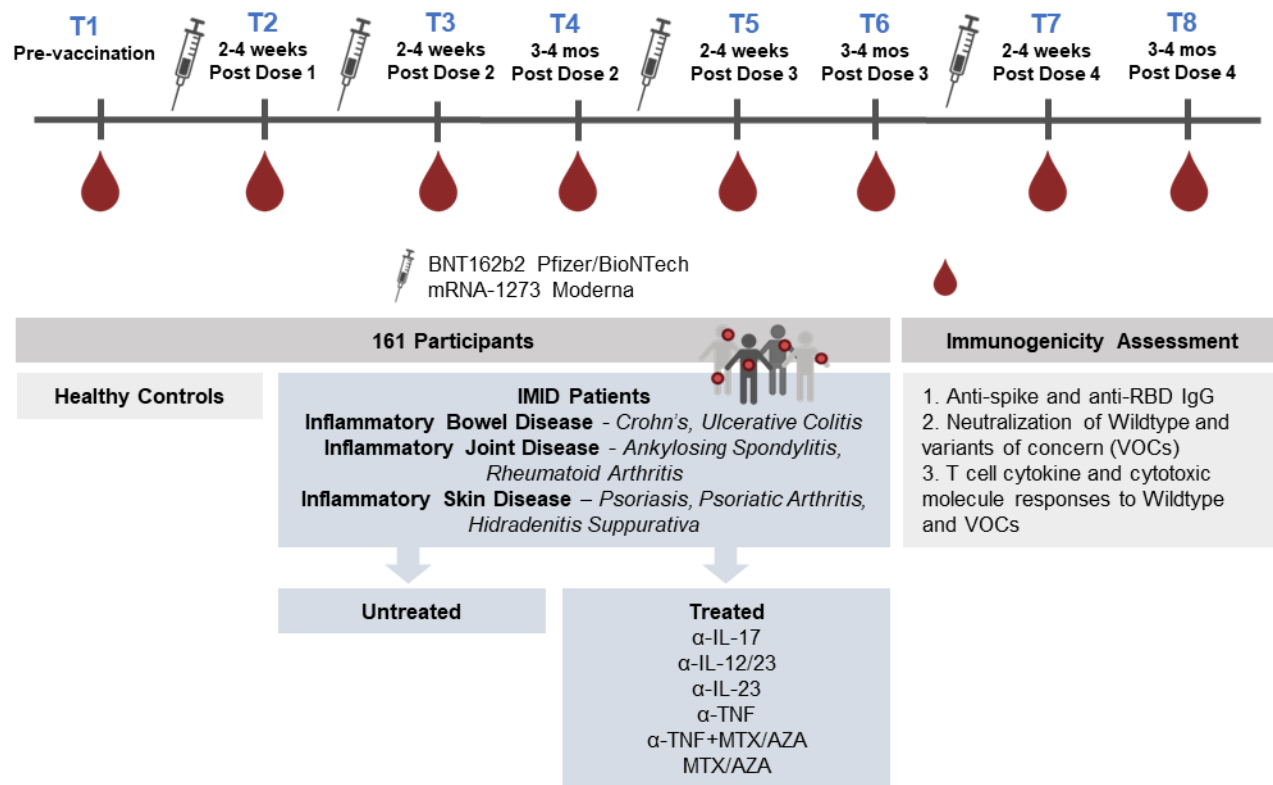 T1
Pre-vaccination
T2
2-4 weeks
Post Dose 1
T3
2-4 weeks
Post Dose 2
T4
3-4 mos
Post Dose 2
T5
2-4 weeks
Post Dose 3
T6
3-4 mos
Post Dose 3
T7
2-4 weeks
Post Dose 4
T8
3-4 mos
Post Dose 4
BNT162b2 Pfizer/BioNTech
mRNA-1273 Moderna
161 Participants
Healthy Controls
IMID Patients
Inflammatory Bowel Disease - Crohn's, Ulcerative Colitis
Inflammatory Joint Disease - Ankylosing Spondylitis,
Rheumatoid Arthritis
Inflammatory Skin Disease – Psoriasis, Psoriatic Arthritis,
Hidradenitis Suppurativa
Untreated
Treated
α-IL-17
α-IL-12/23
α-IL-23
α-TNF
α-TNF+MTX/AZA
MTX/AZA
Immunogenicity Assessment
1. Anti-spike and anti-RBD IgG
2. Neutralization of Wildtype and
variants of concern (VOCs)
3. T cell cytokine and cytotoxic
molecule responses to Wildtype
and VOCs